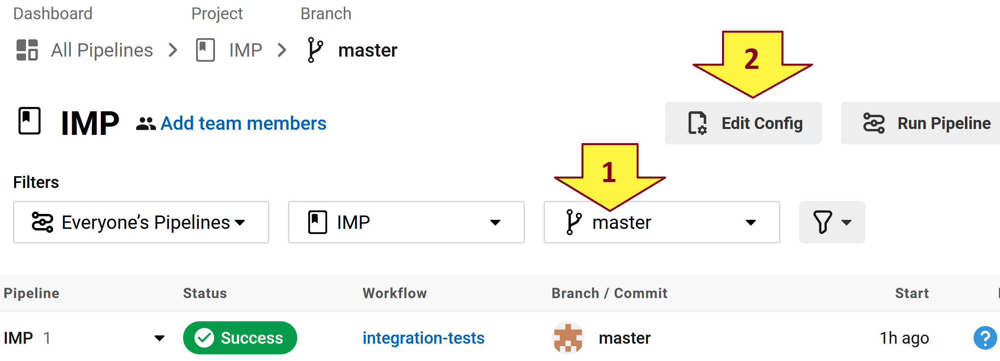 Dashboard Project Branch
All Pipelines IMP master
2
IMP Add team members Edit Config Run Pipeline
1
Filters
Everyone’s Pipelines IMP master
Pipeline Status Workflow Branch / Commit Start
IMP 1 Success integration-tests master 1h ago ?